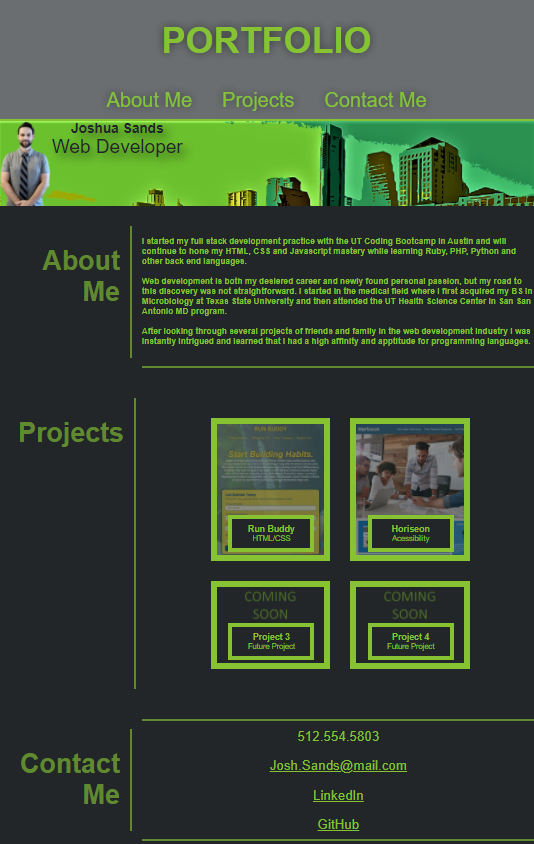 PORTFOLIO
About Me Projects Contact Me
Joshua Sands
Web Developer
About
Me
I started my full stack development practice with the UT Coding Bootcamp in Austin and will
continue to hone my HTML, CSS and Javascript mastery while learning Ruby, PHP, Python and
other back end languages.
Web development is both my desiered career and newly found personal passion, but my road to
this discovery was not straightforward. I started in the medical field where I first acquired my BS in
Microbiology at Texas State University and then attended the UT Health Science Center in San San
Antonio MD program.
After looking through several projects of friends and family in the web development industry I was
instantly intrigued and learned that I had a high affinity and apptitude for programming languages.
Projects
RUN BUDDY
Start Building Habits.
Run Buddy
HTML/CSS
Horiseon
Horiseon
Acessibility
COMING
SOON
Project 3
Future Project
COMING
SOON
Project 4
Future Project
Contact
Me
512.554.5803
Josh.Sands@mail.com
LinkedIn
GitHub